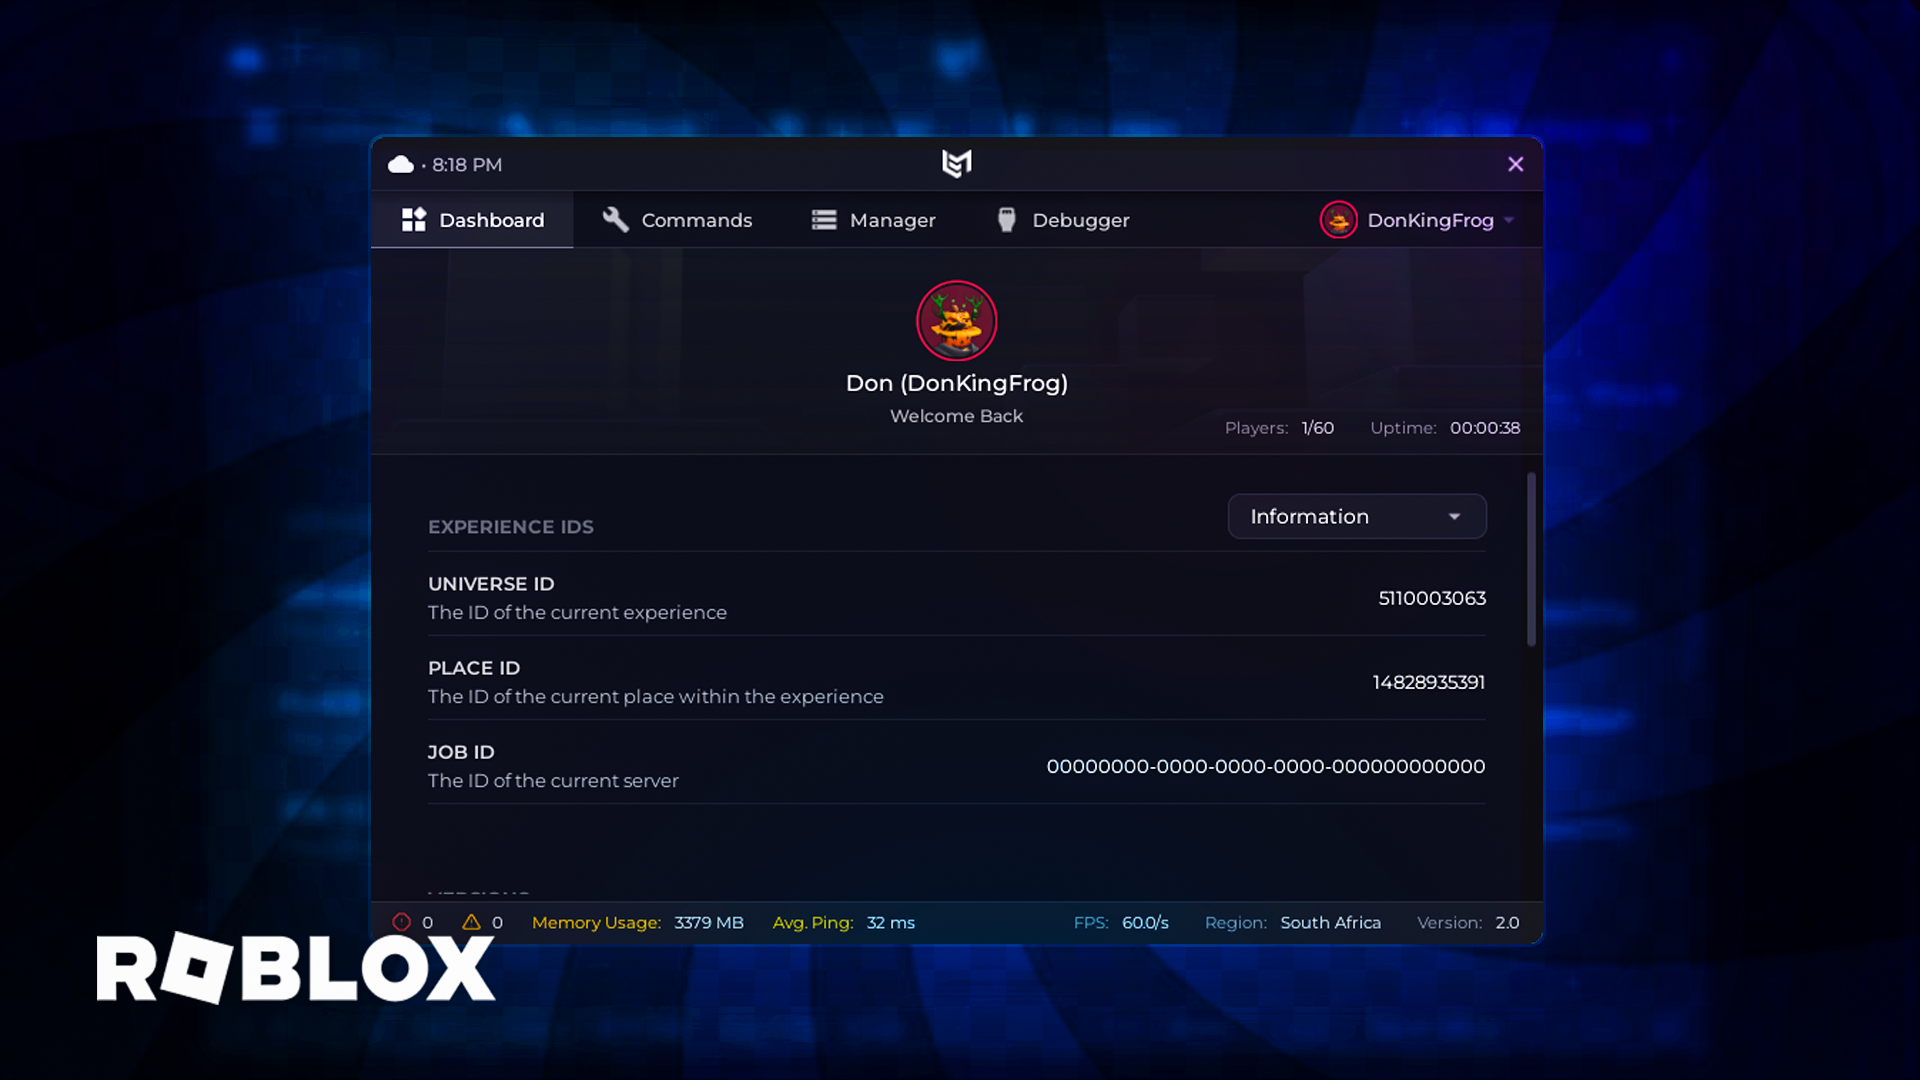 • 8:18 PM
Dashboard Commands Manager Debugger DonKingFrog
Don (DonKingFrog)
Welcome Back
Players: 1/60 Uptime: 00:00:38
EXPERIENCE IDS Information
UNIVERSE ID
The ID of the current experience
5110003063
PLACE ID
The ID of the current place within the experience
14828935391
JOB ID
The ID of the current server
00000000-0000-0000-0000-000000000000
0 0 Memory Usage: 3379 MB Avg. Ping: 32 ms FPS: 60.0/s Region: South Africa Version: 2.0
ROBLOX